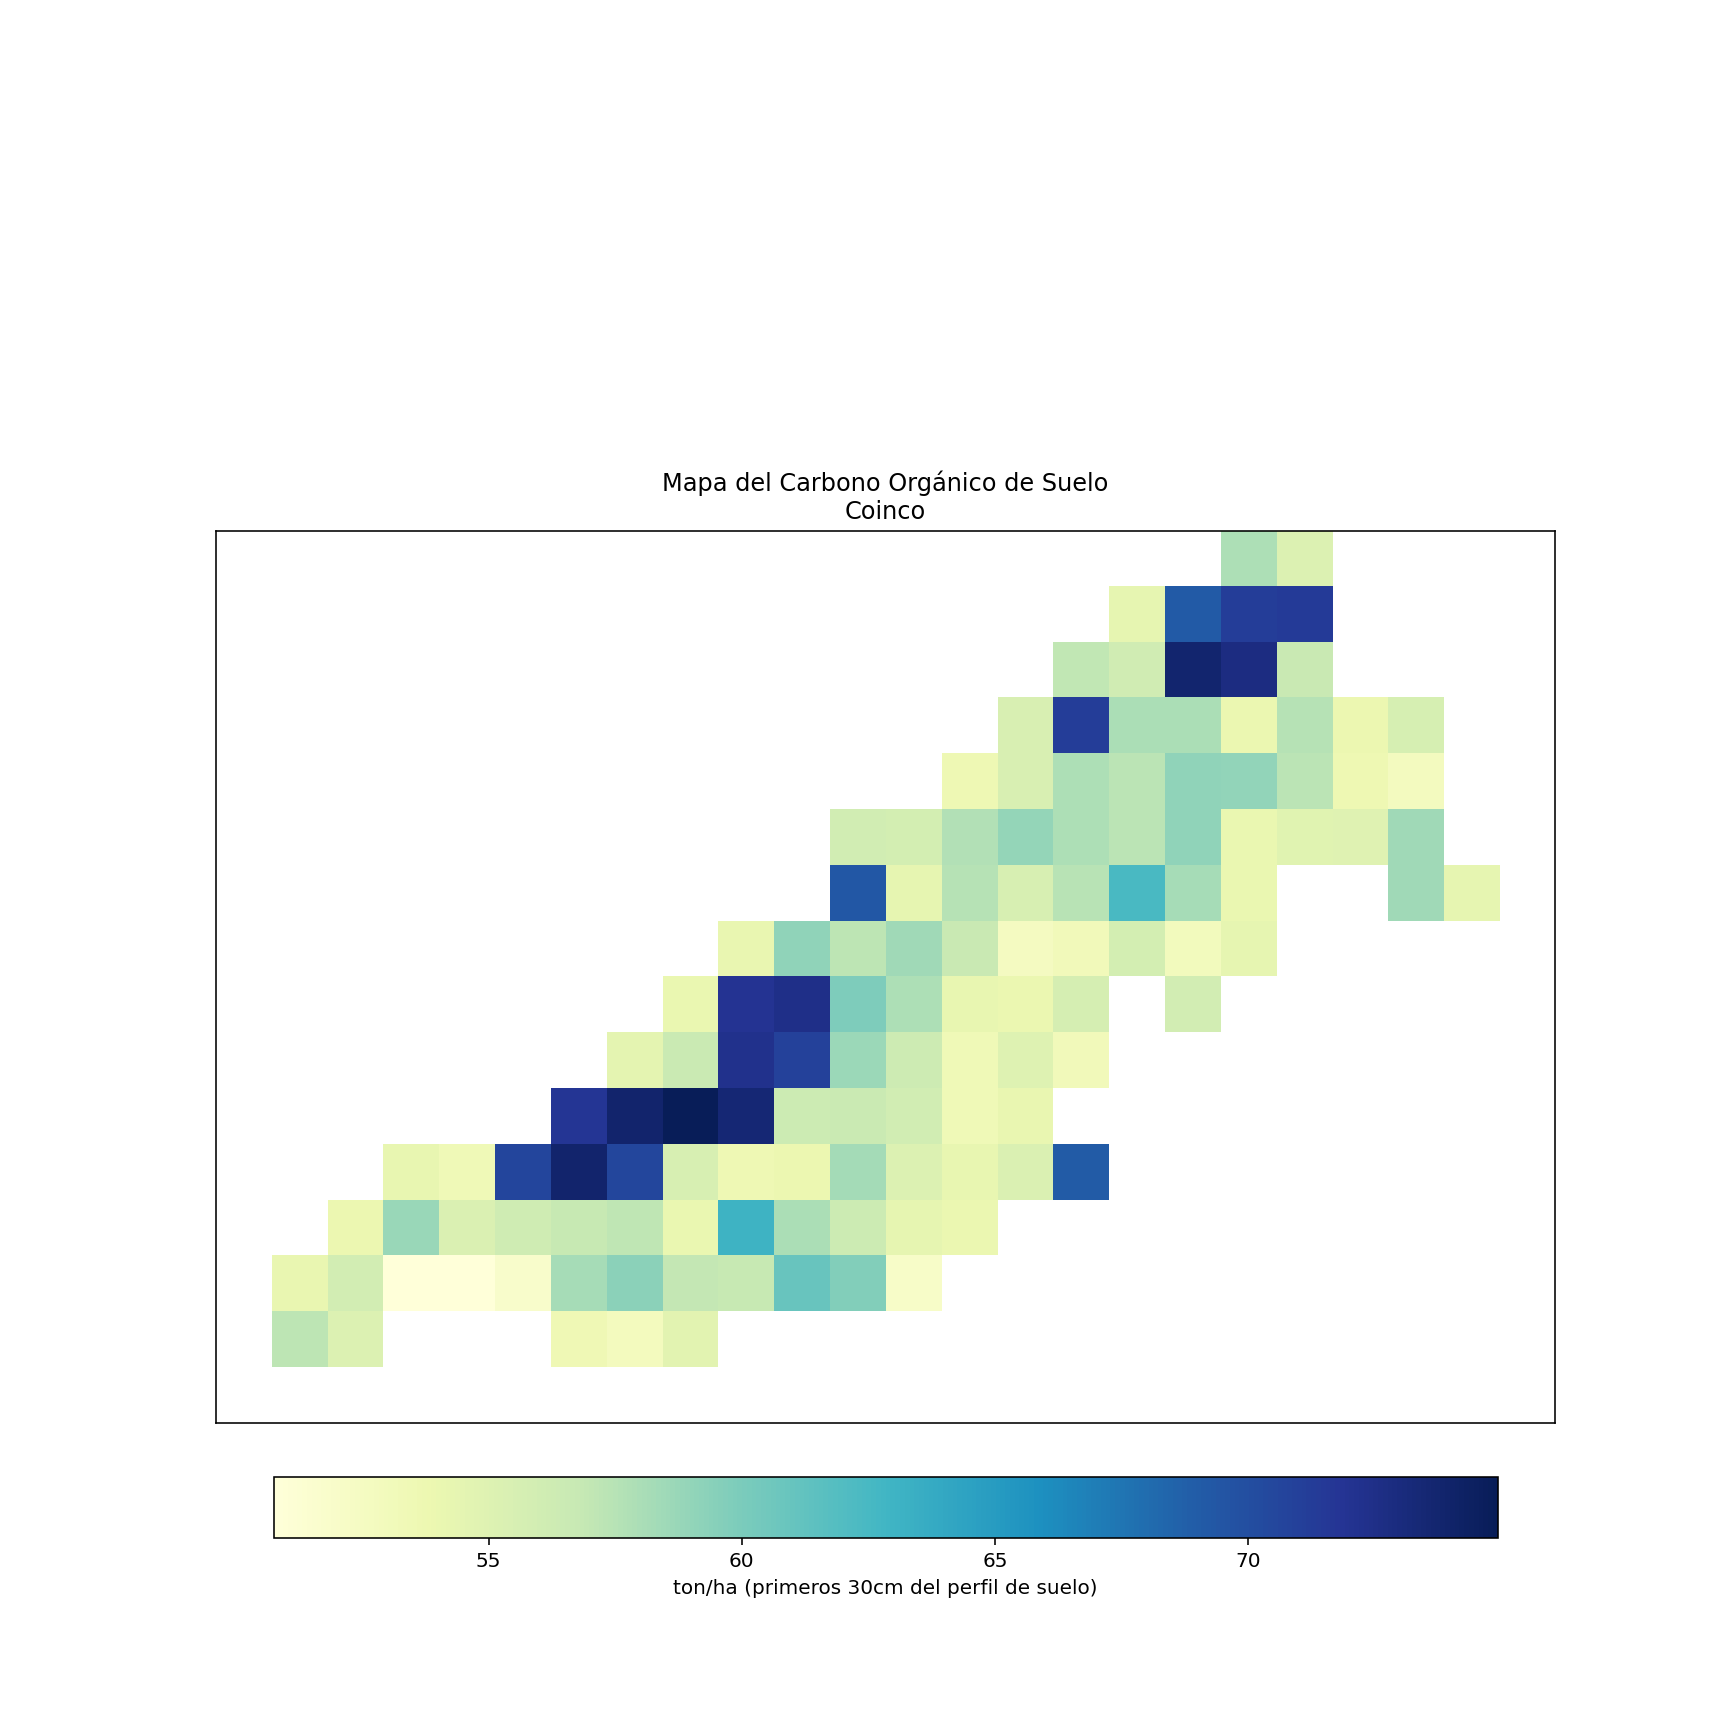 Mapa del Carbono Orgánico de Suelo
Coinco
55 60 65 70
ton/ha (primeros 30cm del perfil de suelo)